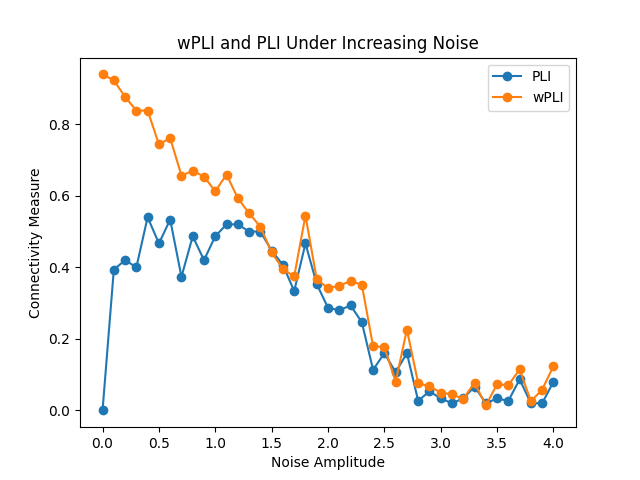 wPLI and PLI Under Increasing Noise
PLI
wPLI
Connectivity Measure
0.8
0.6
0.4
0.2
0.0
0.0 0.5 1.0 1.5 2.0 2.5 3.0 3.5 4.0
Noise Amplitude